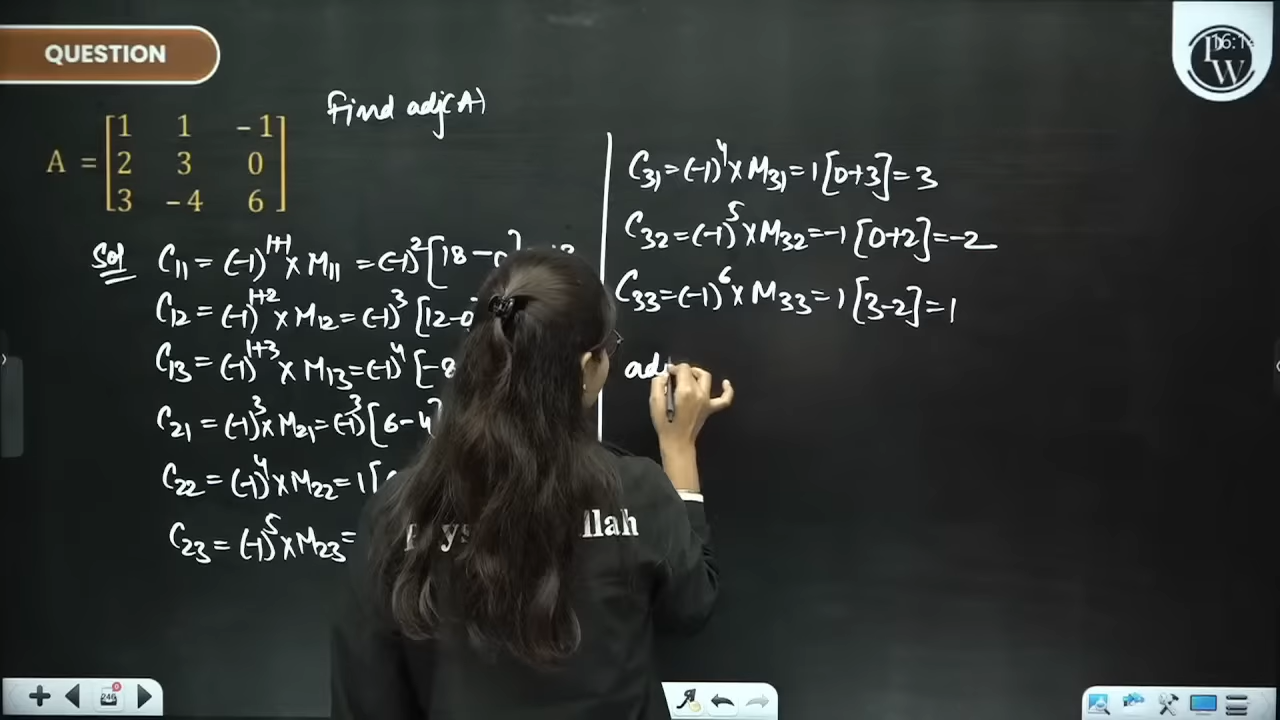 QUESTION
Find adj(A)
A = [1 1 -1
2 3 0
3 -4 6]
Sol C₁₁ = (-1)¹⁺¹ × M₁₁ = (-1)² [18 -
C₁₂ = (-1)¹⁺² × M₁₂ = (-1)³ [12-0
C₁₃ = (-1)¹⁺³ × M₁₃ = (-1)⁴ [-8
C₂₁ = (-1)³ × M₂₁ = (-1)³ [6-4]
C₂₂ = (-1)⁴ × M₂₂ = 1[
C₂₃ = (-1)⁵ × M₂₃ =
C₃₁ = (-1)⁴ × M₃₁ = 1[0+3] = 3
C₃₂ = (-1)⁵ × M₃₂ = -1 [0+2] = -2
C₃₃ = (-1)⁶ × M₃₃ = 1 [3-2] = 1
adj
PW
246